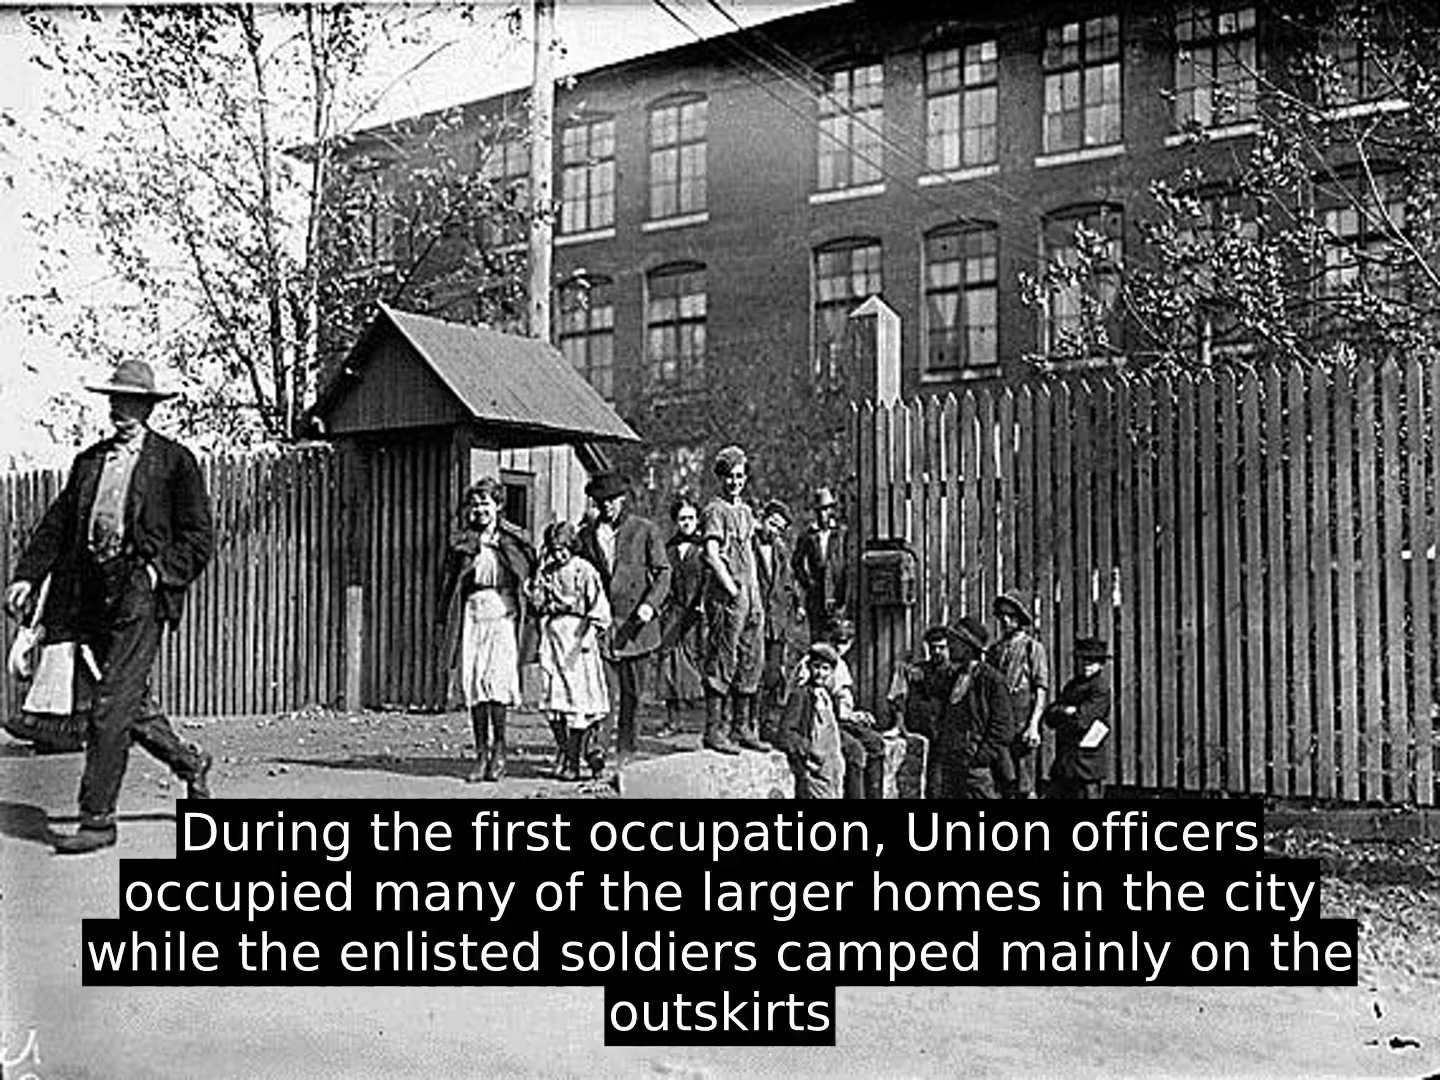 During the first occupation, Union officers
occupied many of the larger homes in the city
while the enlisted soldiers camped mainly on the
outskirts